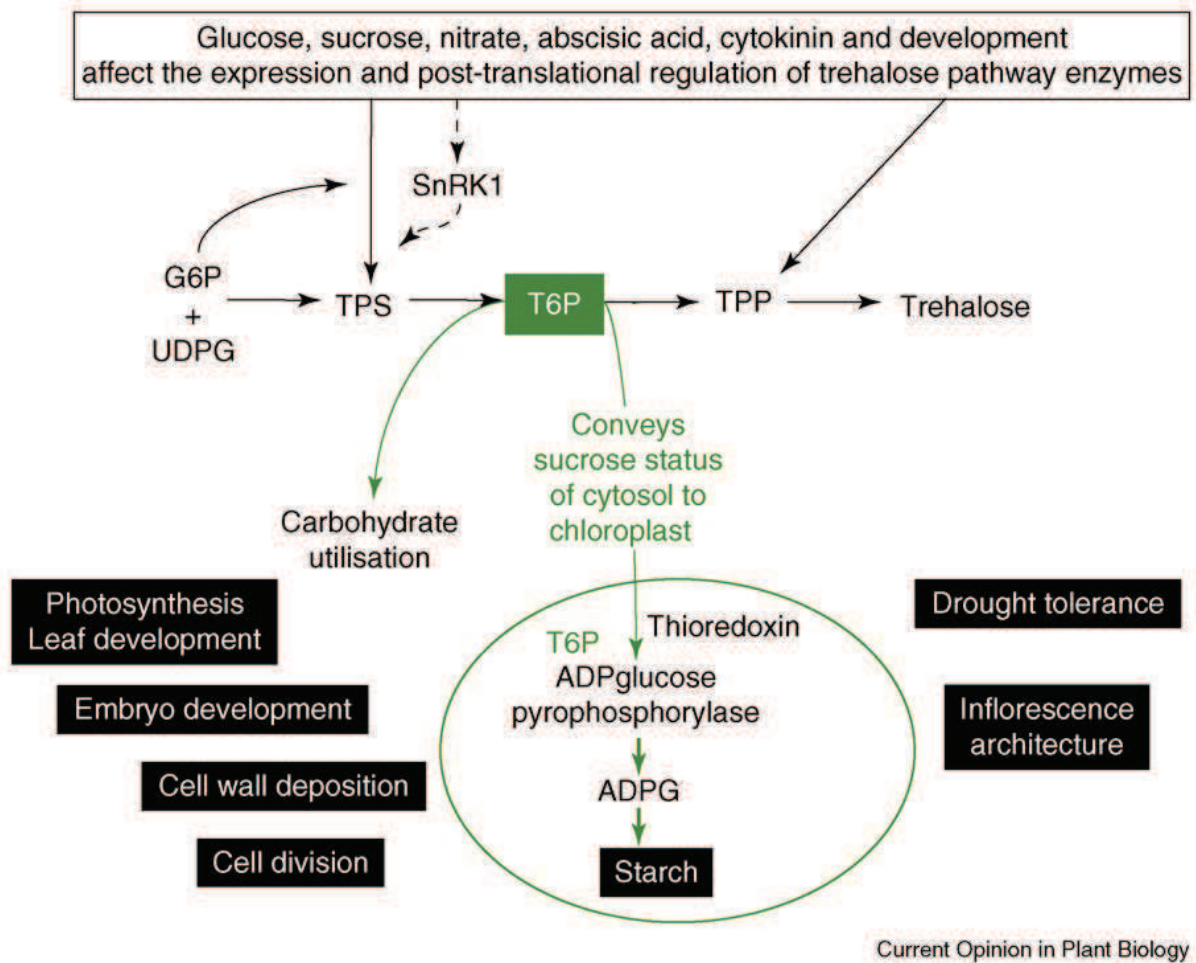 Glucose, sucrose, nitrate, abscisic acid, cytokinin and development
affect the expression and post-translational regulation of trehalose pathway enzymes
SnRK1
G6P
+
UDPG
TPS
T6P
TPP
Trehalose
Conveys
sucrose status
of cytosol to
chloroplast
Carbohydrate
utilisation
Photosynthesis
Leaf development
Embryo development
Cell wall deposition
Cell division
Thioredoxin
T6P
ADPglucose
pyrophosphorylase
ADPG
Starch
Drought tolerance
Inflorescence
architecture
Current Opinion in Plant Biology